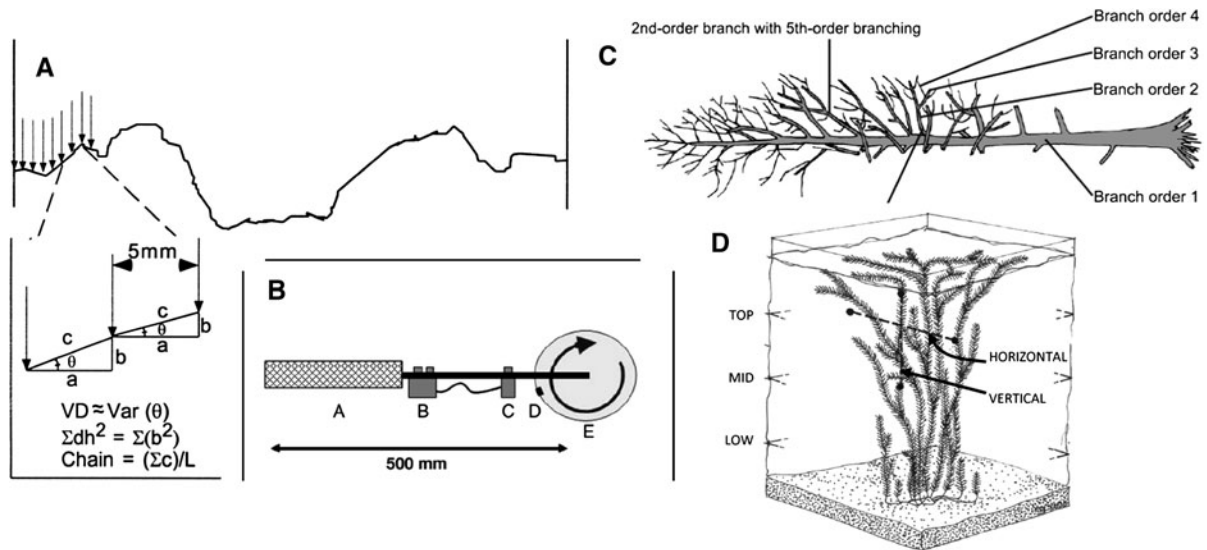 A
5mm
c
c
θ
b
θ
b
a
a
VD ≈ Var (θ)
Σdh² = Σ(b²)
Chain = (Σc)/L
B
A
B
C
D
E
500 mm
C
2nd-order branch with 5th-order branching
Branch order 4
Branch order 3
Branch order 2
Branch order 1
D
TOP
MID
LOW
HORIZONTAL
VERTICAL